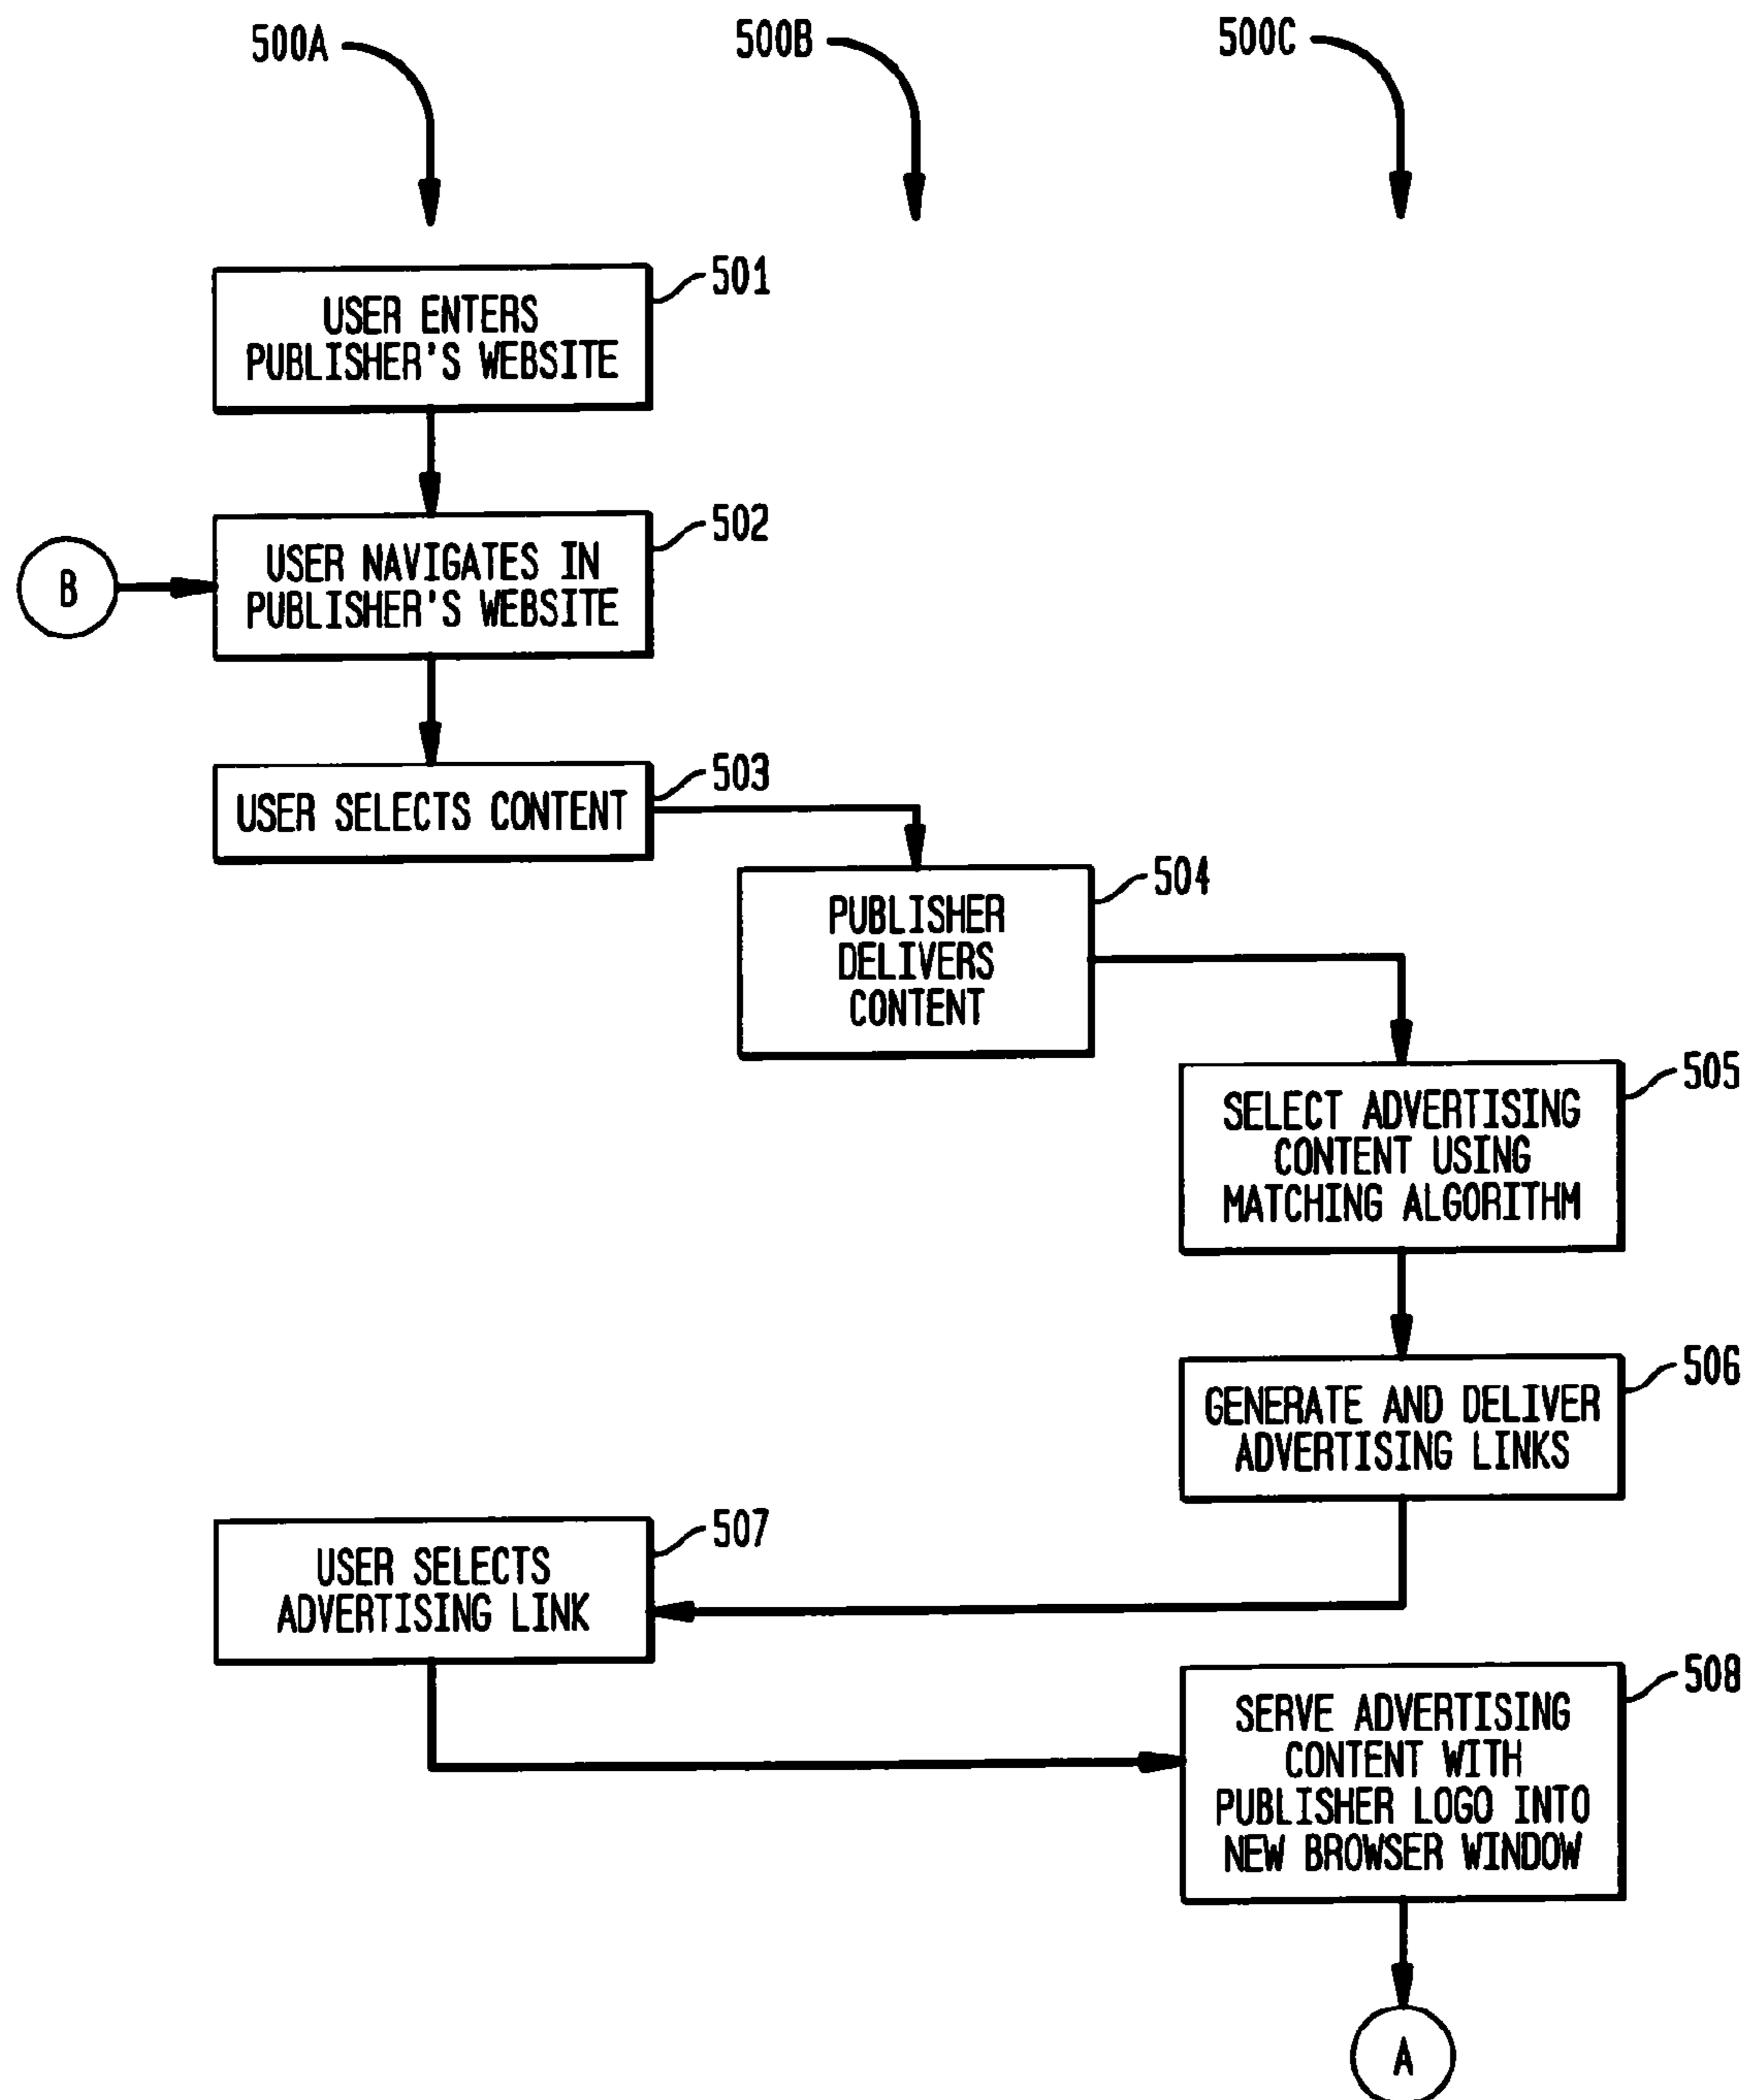 500A
500B
500C
501
USER ENTERS
PUBLISHER'S WEBSITE
502
B
USER NAVIGATES IN
PUBLISHER'S WEBSITE
503
USER SELECTS CONTENT
504
PUBLISHER
DELIVERS
CONTENT
505
SELECT ADVERTISING
CONTENT USING
MATCHING ALGORITHM
506
GENERATE AND DELIVER
ADVERTISING LINKS
507
USER SELECTS
ADVERTISING LINK
508
SERVE ADVERTISING
CONTENT WITH
PUBLISHER LOGO INTO
NEW BROWSER WINDOW
A